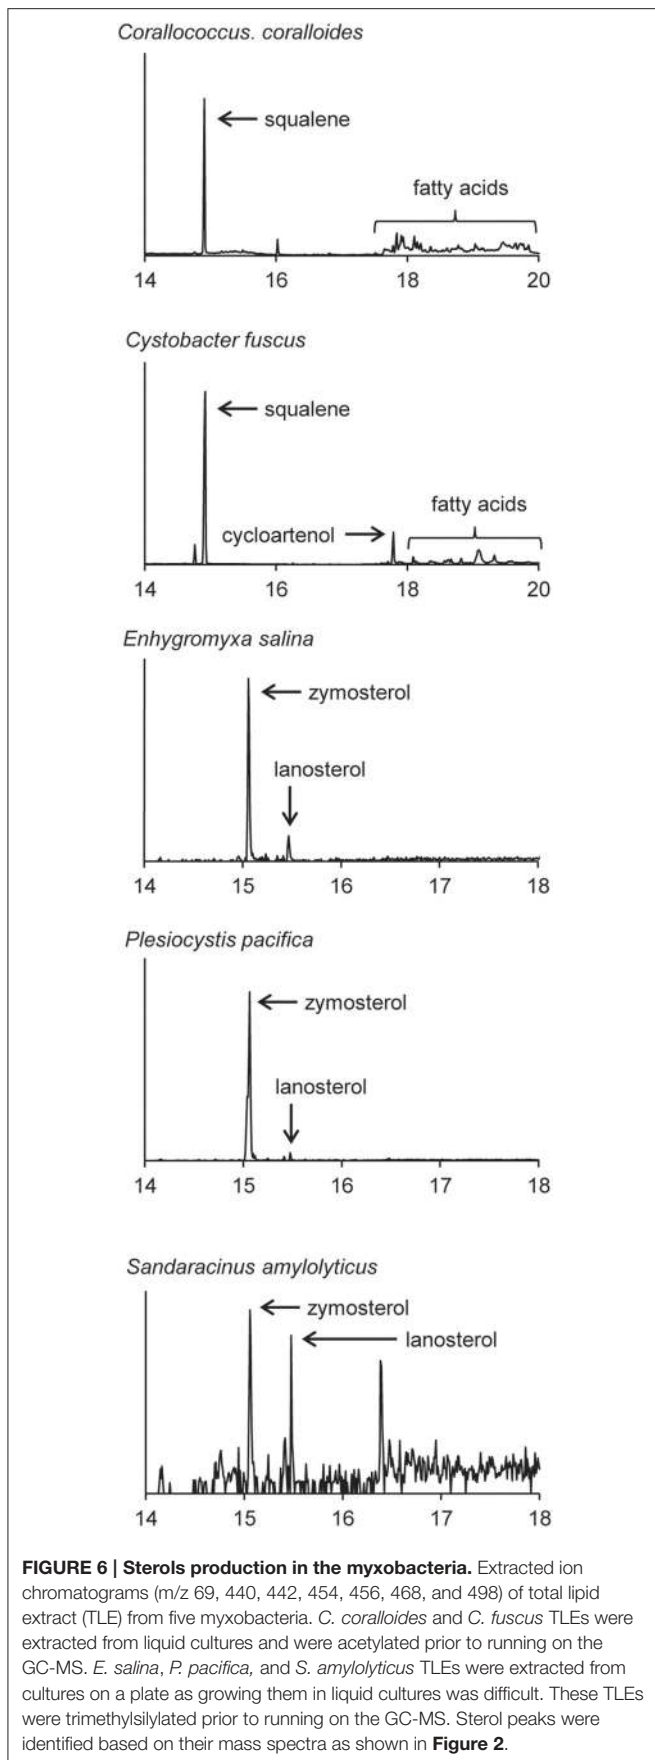 Corallococcus. coralloides
squalene
fatty acids
14 16 18 20
Cystobacter fuscus
squalene
fatty acids
cycloartenol
14 16 18 20
Enhygromyxa salina
zymosterol
lanosterol
14 15 16 17 18
Plesiocystis pacifica
zymosterol
lanosterol
14 15 16 17 18
Sandaracinus amylolyticus
zymosterol
lanosterol
14 15 16 17 18
FIGURE 6 | Sterols production in the myxobacteria. Extracted ion
chromatograms (m/z 69, 440, 442, 454, 456, 468, and 498) of total lipid
extract (TLE) from five myxobacteria. C. coralloides and C. fuscus TLEs were
extracted from liquid cultures and were acetylated prior to running on the
GC-MS. E. salina, P. pacifica, and S. amylolyticus TLEs were extracted from
cultures on a plate as growing them in liquid cultures was difficult. These TLEs
were trimethylsilylated prior to running on the GC-MS. Sterol peaks were
identified based on their mass spectra as shown in Figure 2.